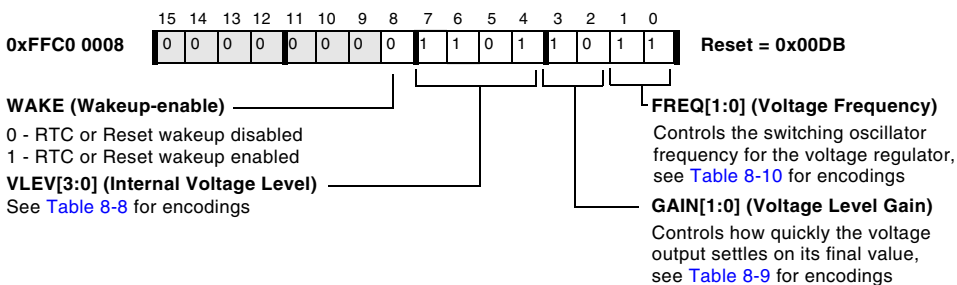 15 14 13 12 11 10 9 8 7 6 5 4 3 2 1 0
0xFFC0 0008 0 0 0 0 0 0 0 0 1 1 0 1 1 0 1 1 Reset = 0x00DB
WAKE (Wakeup-enable)
0 - RTC or Reset wakeup disabled
1 - RTC or Reset wakeup enabled
VLEV[3:0] (Internal Voltage Level)
See Table 8-8 for encodings
FREQ[1:0] (Voltage Frequency)
Controls the switching oscillator
frequency for the voltage regulator,
see Table 8-10 for encodings
GAIN[1:0] (Voltage Level Gain)
Controls how quickly the voltage
output settles on its final value,
see Table 8-9 for encodings